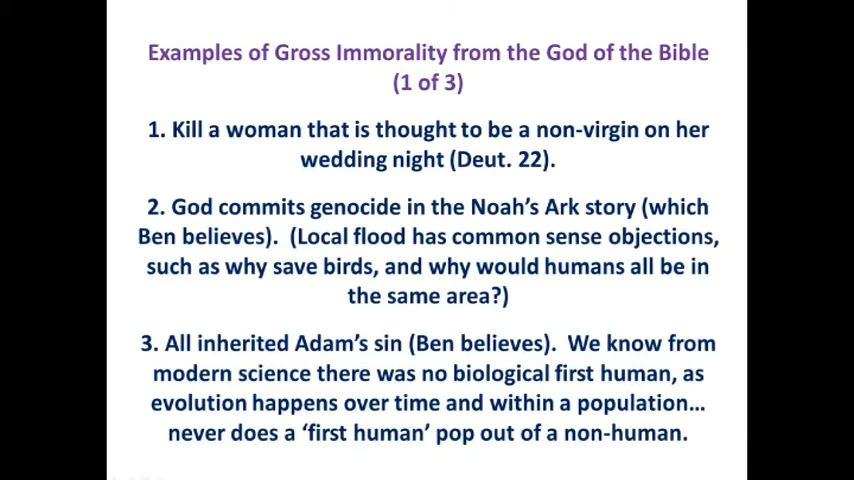 Examples of Gross Immorality from the God of the Bible
(1 of 3)
1. Kill a woman that is thought to be a non-virgin on her
wedding night (Deut. 22).
2. God commits genocide in the Noah’s Ark story (which
Ben believes).  (Local flood has common sense objections,
such as why save birds, and why would humans all be in
the same area?)
3. All inherited Adam’s sin (Ben believes).  We know from
modern science there was no biological first human, as
evolution happens over time and within a population…
never does a ‘first human’ pop out of a non-human.